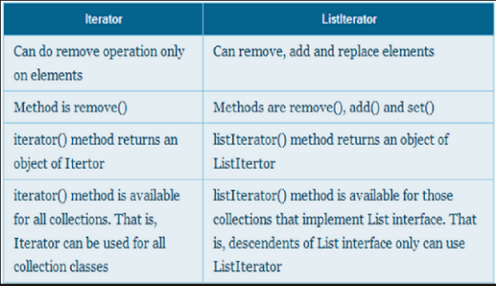 Iterator ListIterator
Can do remove operation only Can remove, add and replace elements
on elements
Method is remove() Methods are remove(), add() and set()
iterator() method returns an listIterator() method returns an object of
object of Itertor ListItertor
iterator() method is available listIterator() method is available for those
for all collections. That is, collections that implement List interface. That
Iterator can be used for all is, descendents of List interface only can use
collection classes ListIterator